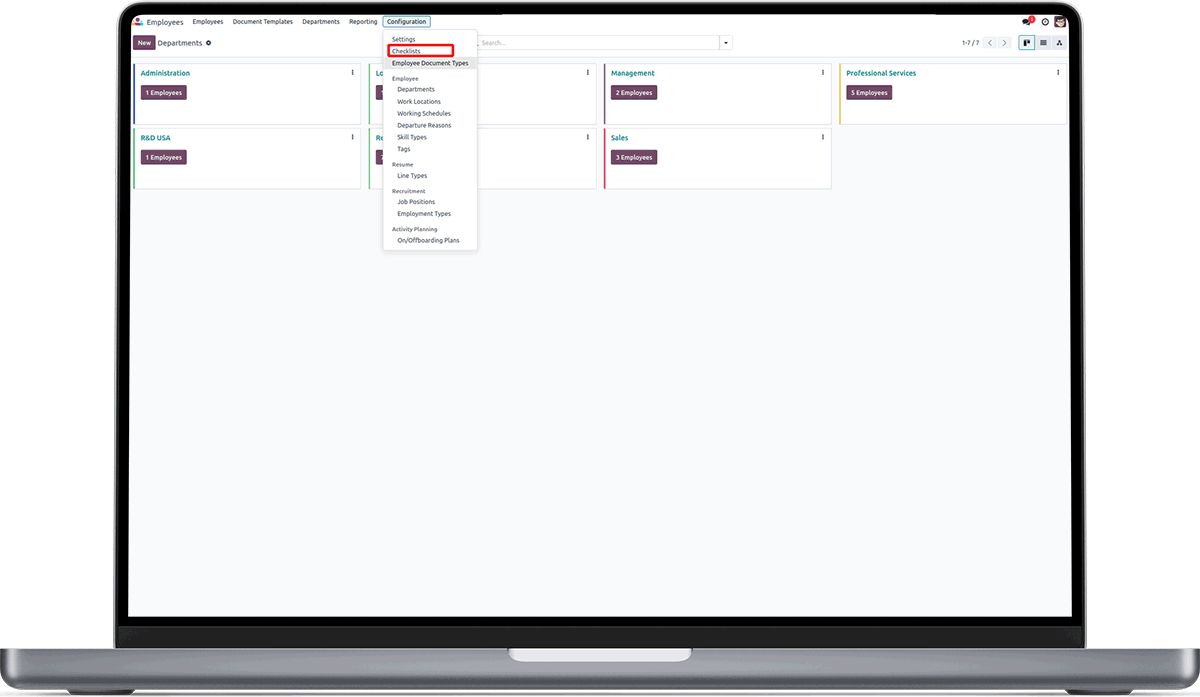 Employees Employees Document Templates Departments Reporting Configuration 1
New Departments Search... 1-7 / 7
Settings
Checklists
Employee Document Types
Employee
Departments
Work Locations
Working Schedules
Departure Reasons
Skill Types
Tags
Resume
Line Types
Recruitment
Job Positions
Employment Types
Activity Planning
On/Offboarding Plans
Administration
1 Employees
Management
2 Employees
Professional Services
5 Employees
R&D USA
1 Employees
Sales
3 Employees